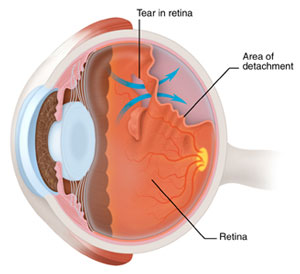 Tear in retina
Area of
detachment
Retina